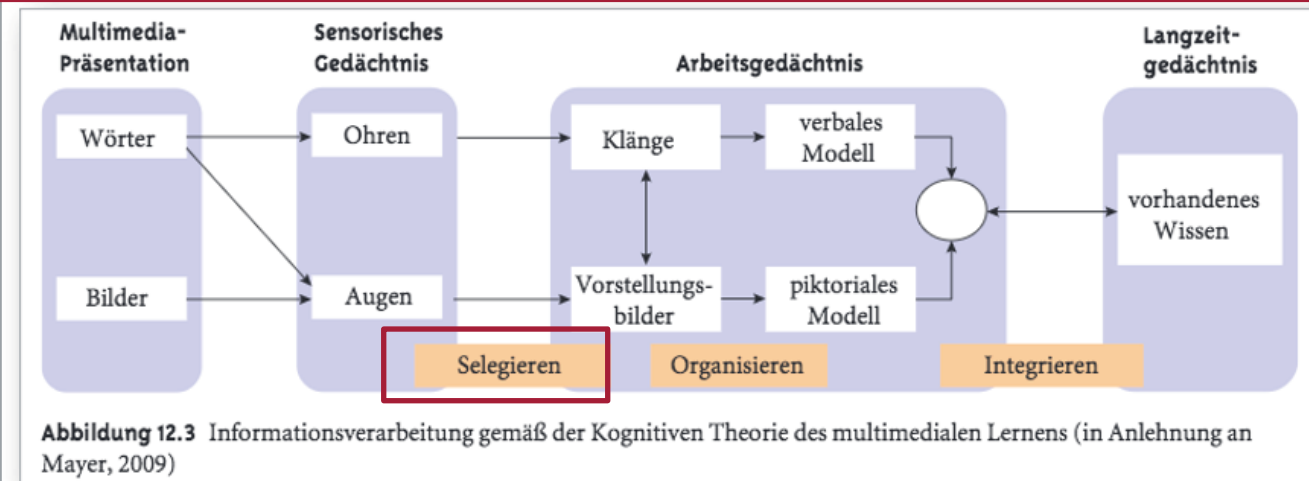 Multimedia-
Präsentation
Sensorisches
Gedächtnis
Arbeitsgedächtnis
Langzeit-
gedächtnis
Wörter
Ohren
Klänge
verbales
Modell
vorhandenes
Wissen
Bilder
Augen
Vorstellungs-
bilder
piktoriales
Modell
Selegieren
Organisieren
Integrieren
Abbildung 12.3 Informationsverarbeitung gemäß der Kognitiven Theorie des multimedialen Lernens (in Anlehnung an
Mayer, 2009)